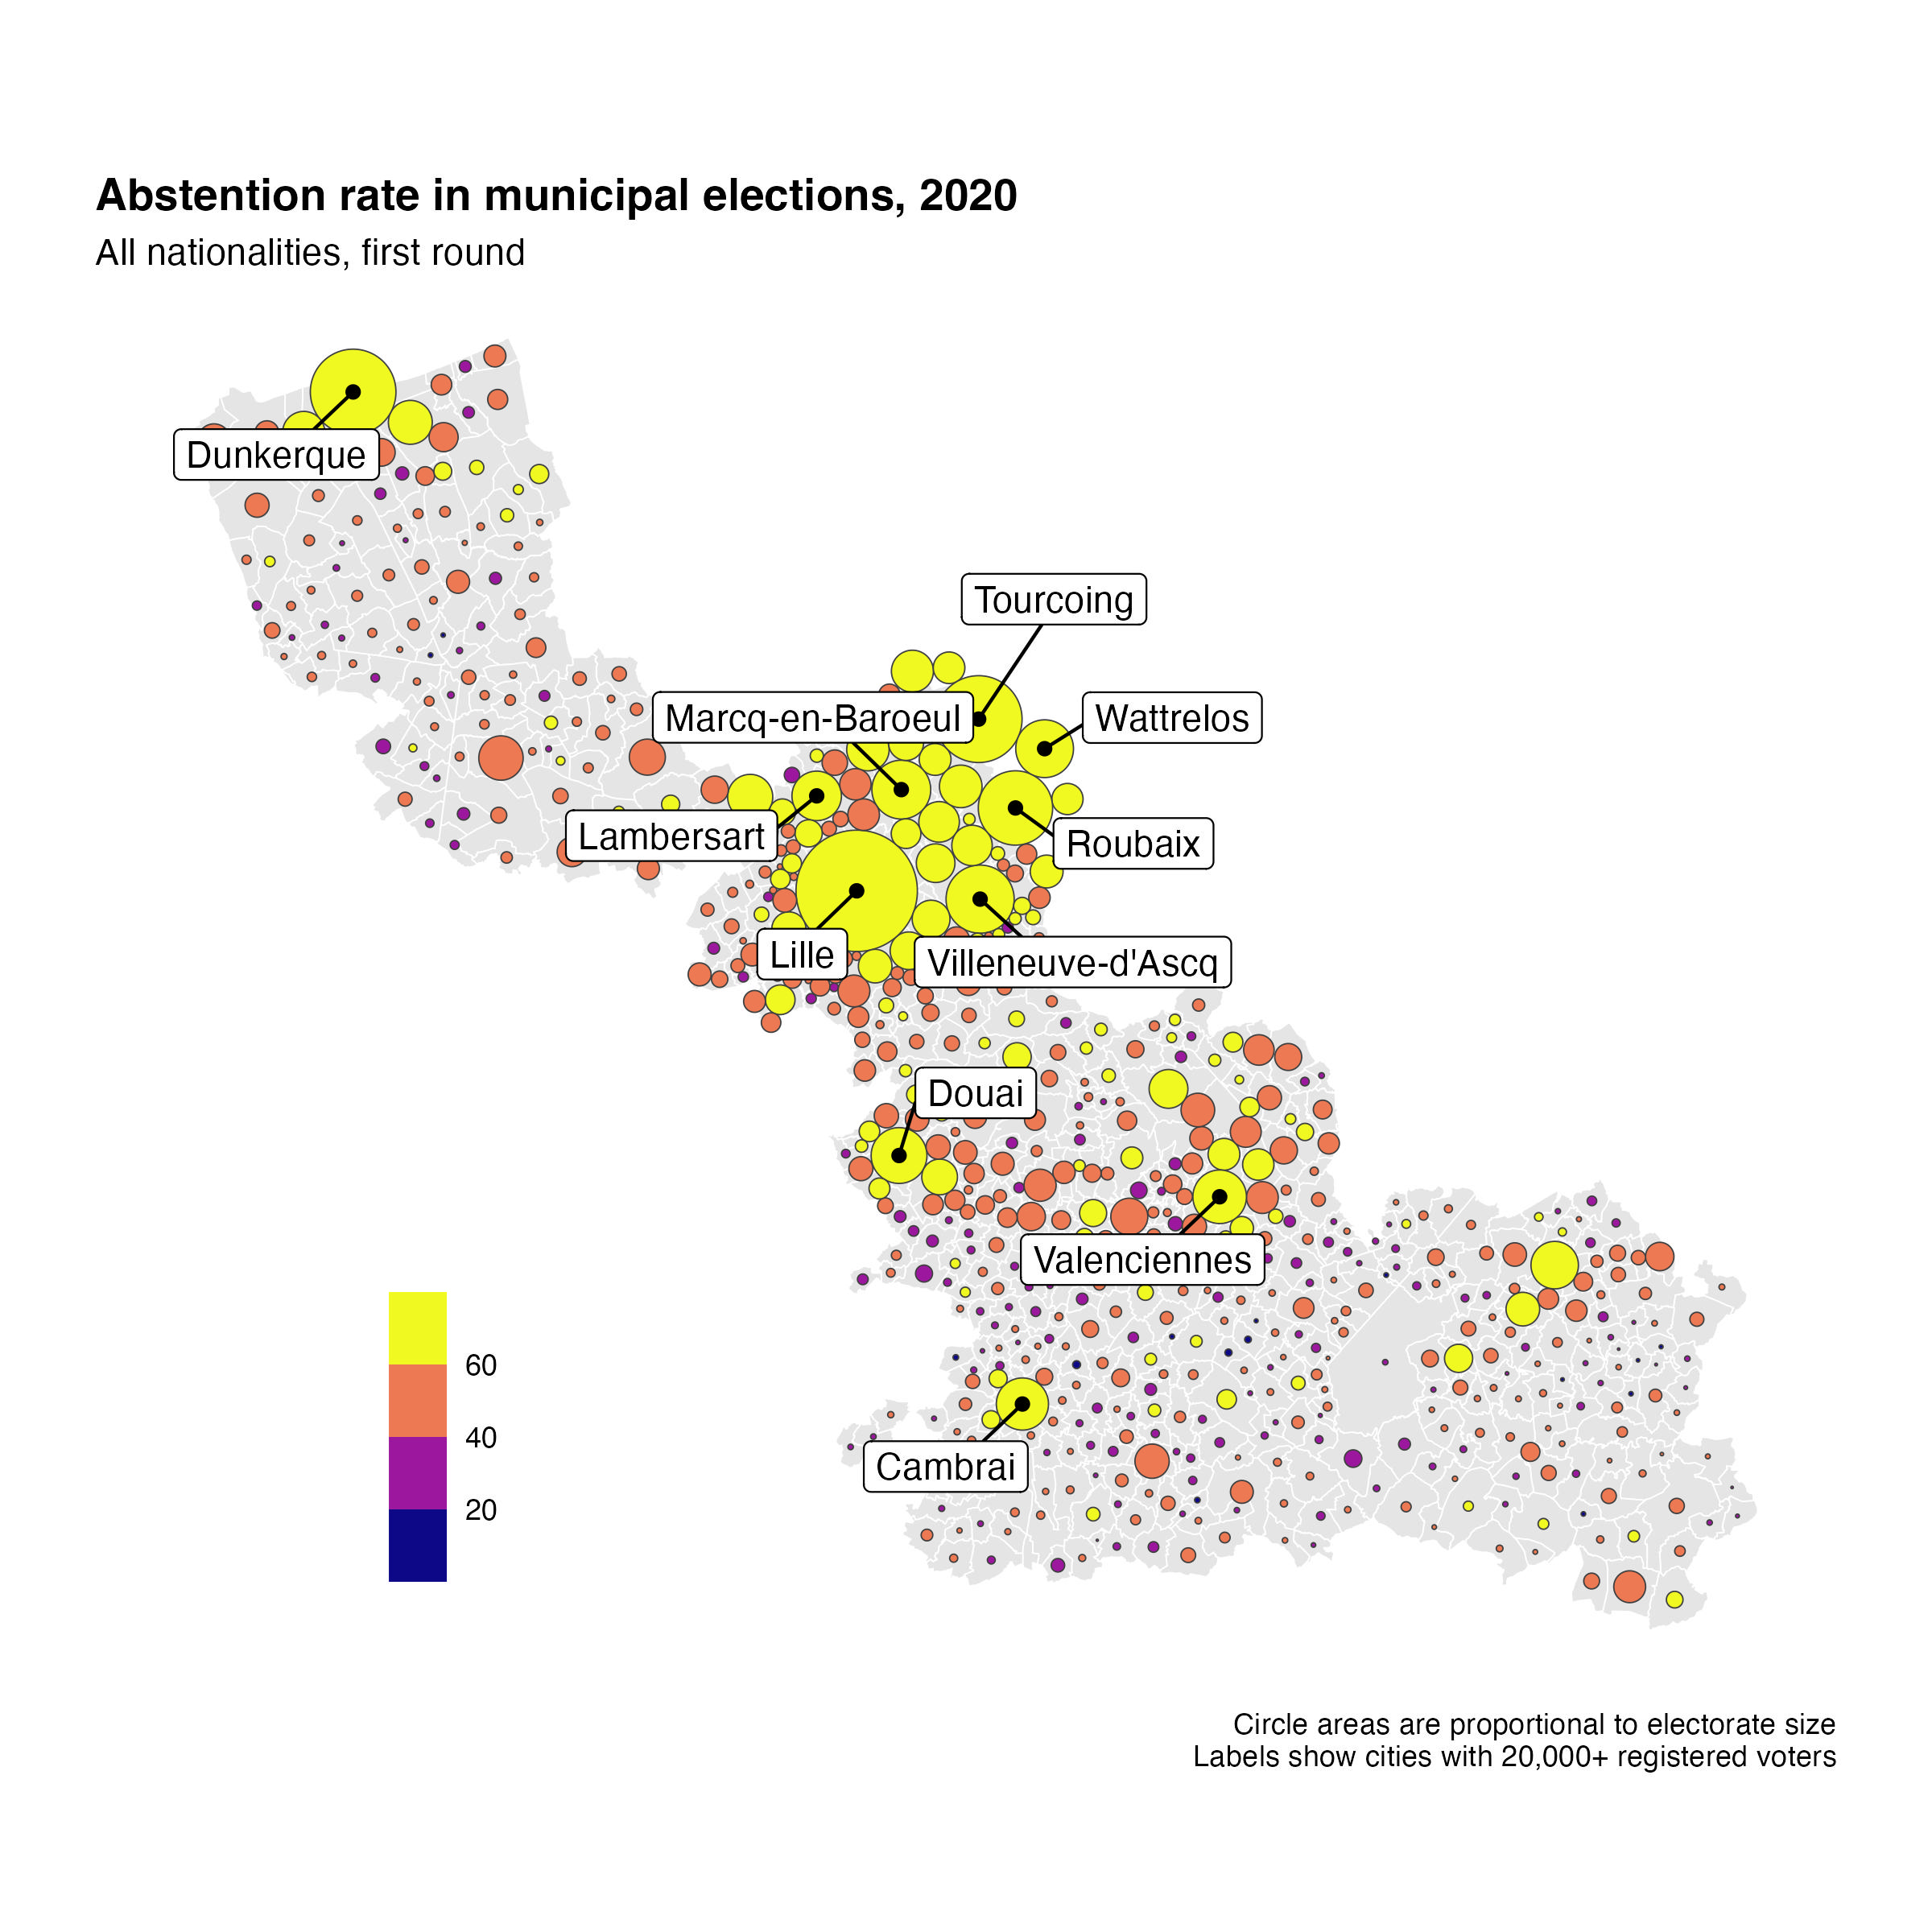 Abstention rate in municipal elections, 2020
All nationalities, first round
Dunkerque
Tourcoing
Marcq-en-Baroeul
Wattrelos
Lambersart
Roubaix
Lille
Villeneuve-d'Ascq
Douai
Valenciennes
Cambrai
60
40
20
Circle areas are proportional to electorate size
Labels show cities with 20,000+ registered voters